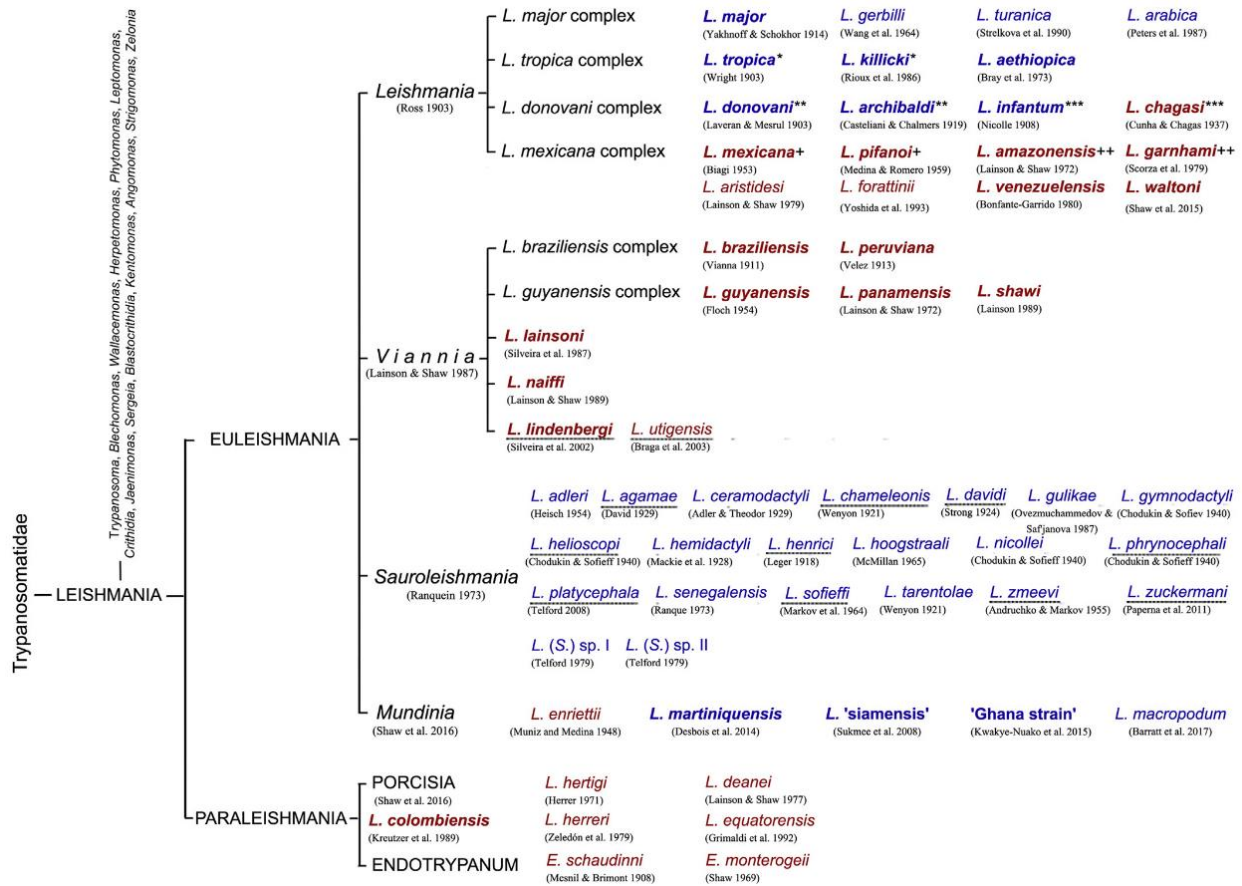 L. major complex L. major L. gerbilli L. turanica L. arabica
(Yakhnoff & Schokhor 1914) (Wang et al. 1964) (Strelkova et al. 1990) (Peters et al. 1987)
L. tropica complex L. tropica* L. killicki* L. aethiopica
(Wright 1903) (Rioux et al. 1986) (Bray et al. 1973)
Leishmania
(Ross 1903)
L. donovani complex L. donovani** L. archibaldi** L. infantum*** L. chagasi***
(Laveran & Mesrul 1903) (Casteliani & Chalmers 1919) (Nicolle 1908) (Cunha & Chagas 1937)
L. mexicana complex L. mexicana+ L. pifanoi+ L. amazonensis++ L. garnhami++
(Biagi 1953) (Medina & Romero 1959) (Lainson & Shaw 1972) (Scorza et al. 1979)
L. aristidesi L. forattinii L. venezuelensis L. waltoni
(Lainson & Shaw 1979) (Yoshida et al. 1993) (Bonfante-Garrido 1980) (Shaw et al. 2015)
L. braziliensis complex L. braziliensis L. peruviana
(Vianna 1911) (Velez 1913)
L. guyanensis complex L. guyanensis L. panamensis L. shawi
(Floch 1954) (Lainson & Shaw 1972) (Lainson 1989)
L. lainsoni
(Silveira et al. 1987)
Viannia
(Lainson & Shaw 1987)
L. naiffi
(Lainson & Shaw 1989)
L. lindenbergi L. utigensis
(Silveira et al. 2002) (Braga et al. 2003)
Trypanosoma, Blechomonas, Wallacemonas, Herpetomonas, Phytomonas, Leptomonas,
Crithidia, Jaenimonas, Sergeia, Blastocrithidia, Kentomonas, Angomonas, Strigomonas, Zelonia
EULEISHMANIA
L. adleri L. agamae L. ceramodactyli L. chameleonis L. davidi L. gulikae L. gymnodactyli
(Heisch 1954) (David 1929) (Adler & Theodor 1929) (Wenyon 1921) (Strong 1924) (Ovezmuchammedov & (Chodukin & Sofiev 1940)
Saf'janova 1987)
L. helioscopi L. hemidactyli L. henrici L. hoogstraali L. nicollei L. phrynocephali
(Chodukin & Sofieff 1940) (Mackie et al. 1928) (Leger 1918) (McMillan 1965) (Chodukin & Sofieff 1940) (Chodukin & Sofieff 1940)
Sauroleishmania
(Ranquein 1973)
L. platycephala L. senegalensis L. sofieffi L. tarentolae L. zmeevi L. zuckermani
(Telford 2008) (Ranque 1973) (Markov et al. 1964) (Wenyon 1921) (Andruchko & Markov 1955) (Paperna et al. 2011)
L. (S.) sp. I L. (S.) sp. II
(Telford 1979) (Telford 1979)
Trypanosomatidae
LEISHMANIA
Mundinia L. enriettii L. martiniquensis L. 'siamensis' 'Ghana strain' L. macropodum
(Shaw et al. 2016) (Muniz and Medina 1948) (Desbois et al. 2014) (Sukmee et al. 2008) (Kwakye-Nuako et al. 2015) (Barratt et al. 2017)
PORCISIA L. hertigi L. deanei
(Shaw et al. 2016) (Herrer 1971) (Lainson & Shaw 1977)
PARALEISHMANIA
L. colombiensis L. herreri L. equatorensis
(Kreutzer et al. 1989) (Zeledón et al. 1979) (Grimaldi et al. 1992)
ENDOTRYPANUM E. schaudinni E. monterogeii
(Mesnil & Brimont 1908) (Shaw 1969)